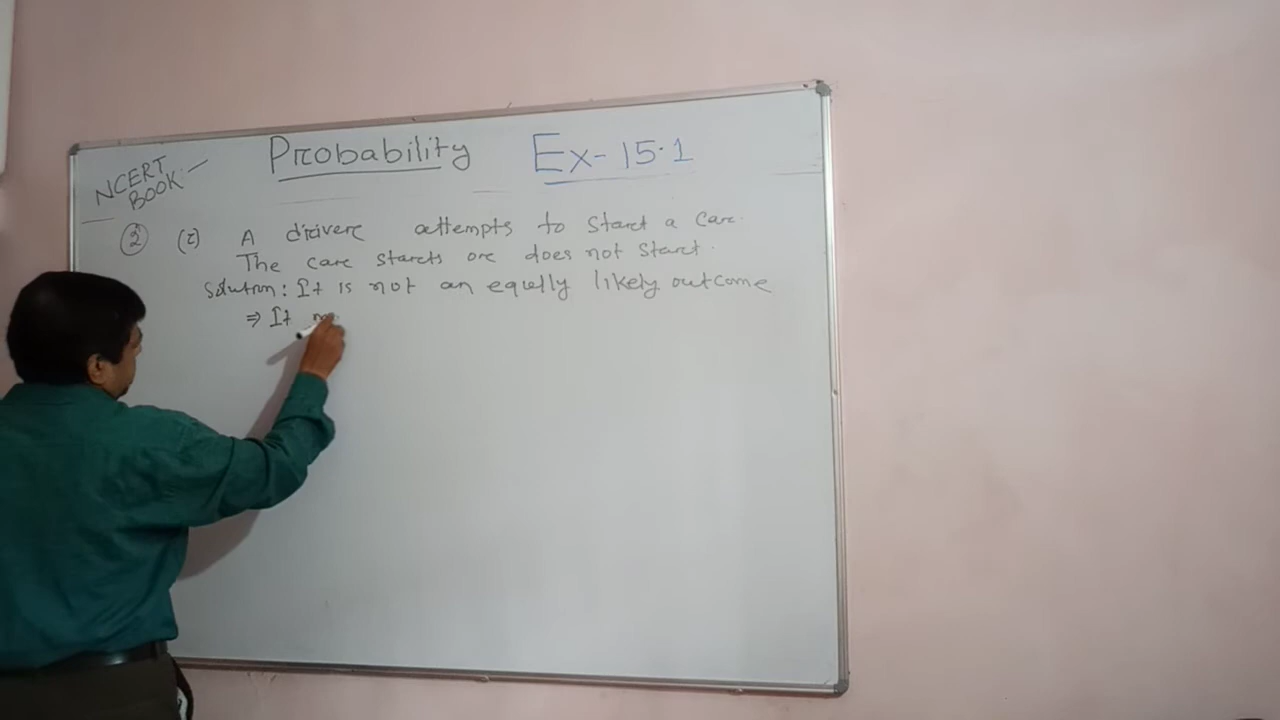 NCERT BOOK:-
Probability Ex-15.1
② (i) A driver attempts to start a car.
The car starts or does not start.
Solution: It is not an equally likely outcome
⇒ It